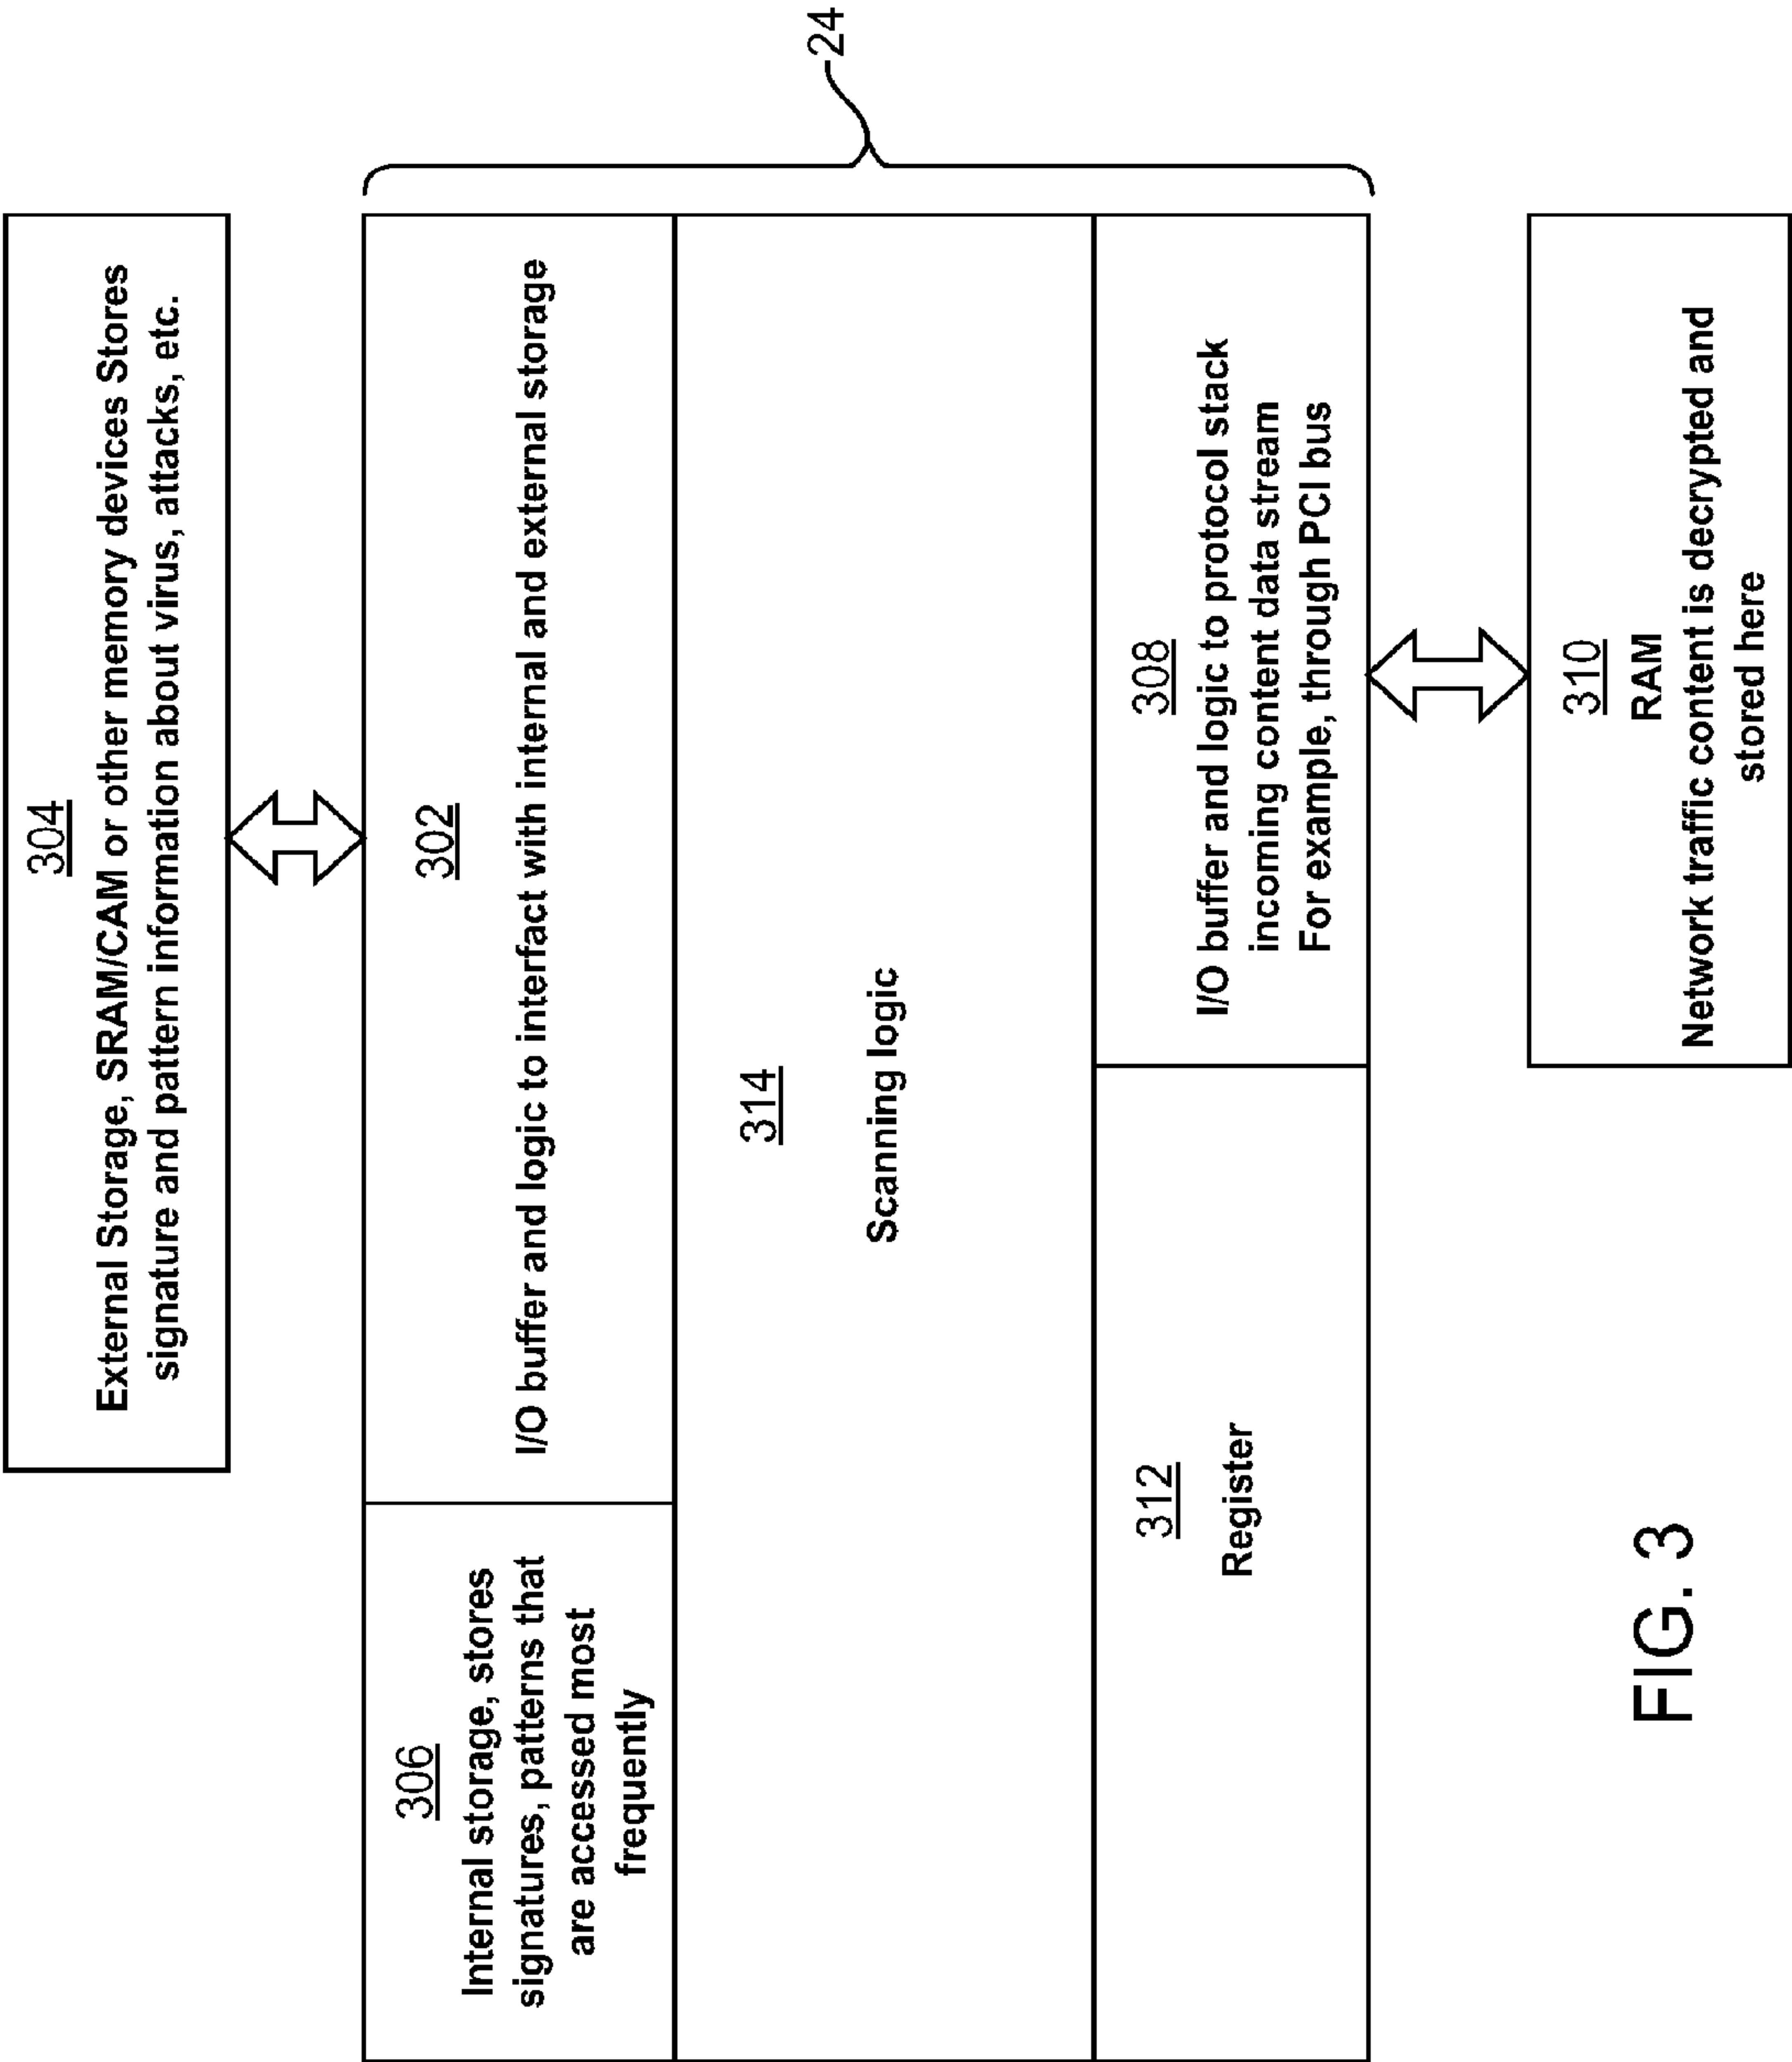 304
External Storage, SRAM/CAM or other memory devices Stores
signature and pattern information about virus, attacks, etc.
306
Internal storage, stores
signatures, patterns that
are accessed most
frequently
302
I/O buffer and logic to interface with internal and external storage
24
314
Scanning logic
312
Register
308
I/O buffer and logic to protocol stack
incoming content data stream
For example, through PCI bus
310
RAM
Network traffic content is decrypted and
stored here
FIG. 3